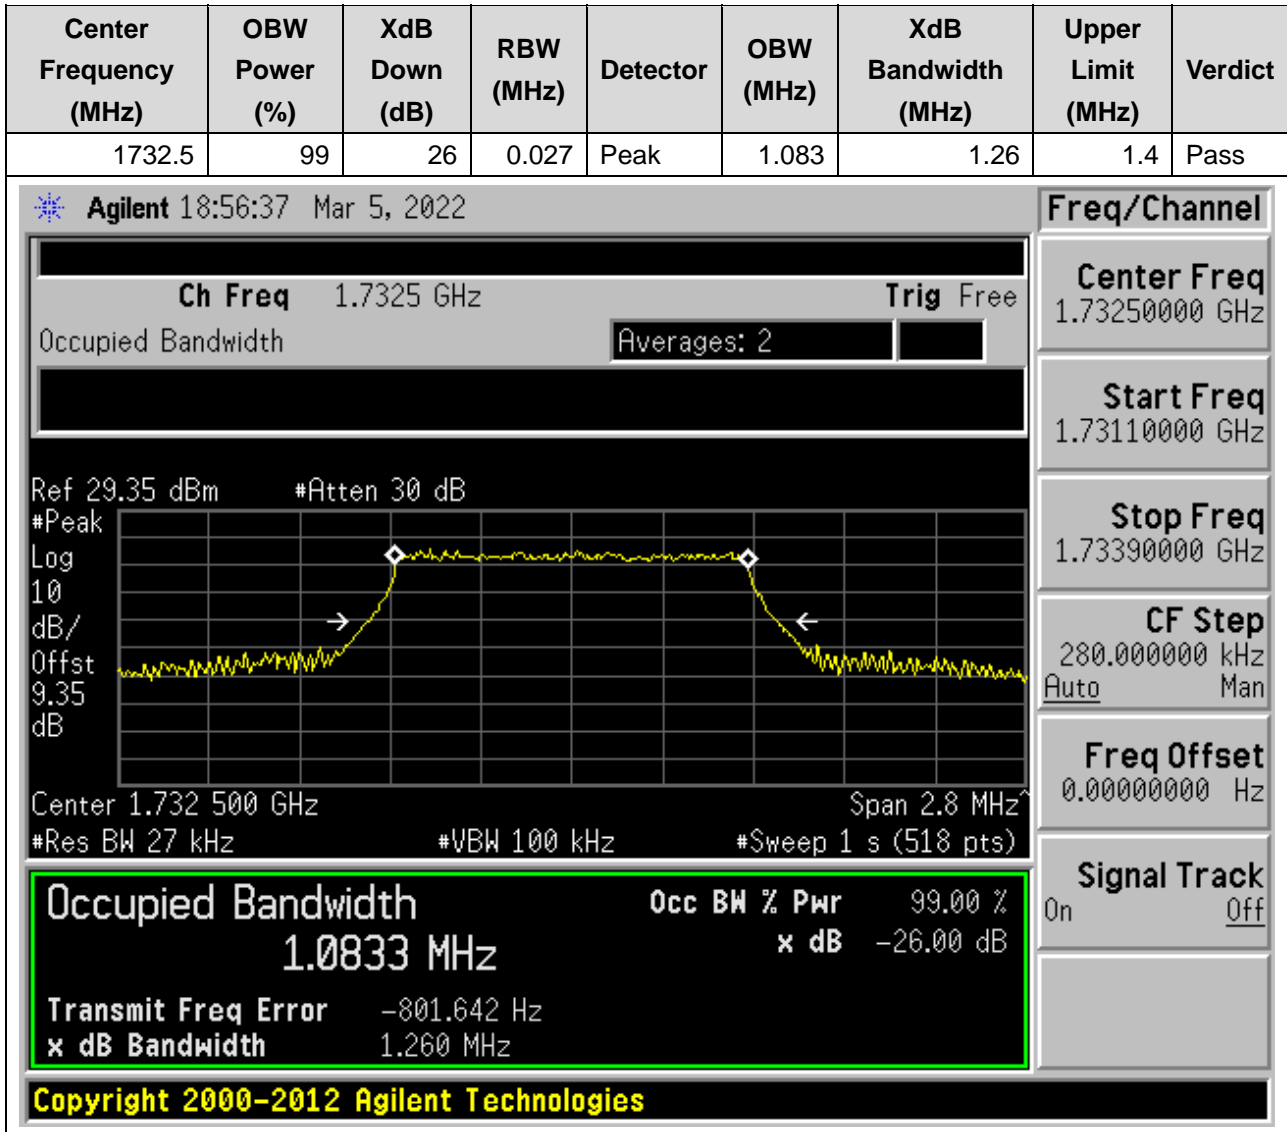 Center Frequency (MHz) OBW Power (%) XdB Down (dB) RBW (MHz) Detector OBW (MHz) XdB Bandwidth (MHz) Upper Limit (MHz) Verdict
1732.5 99 26 0.027 Peak 1.083 1.26 1.4 Pass
Agilent 18:56:37 Mar 5, 2022
Ch Freq 1.7325 GHz Trig Free
Occupied Bandwidth Averages: 2
Ref 29.35 dBm #Atten 30 dB
#Peak
Log
10
dB/
Offst
9.35
dB
Center 1.732 500 GHz Span 2.8 MHz^
#Res BW 27 kHz #VBW 100 kHz #Sweep 1 s (518 pts)
Occupied Bandwidth Occ BW % Pwr 99.00 %
1.0833 MHz x dB -26.00 dB
Transmit Freq Error -801.642 Hz
x dB Bandwidth 1.260 MHz
Copyright 2000-2012 Agilent Technologies
Freq/Channel
Center Freq
1.73250000 GHz
Start Freq
1.73110000 GHz
Stop Freq
1.73390000 GHz
CF Step
280.000000 kHz
Auto Man
Freq Offset
0.00000000 Hz
Signal Track
On Off